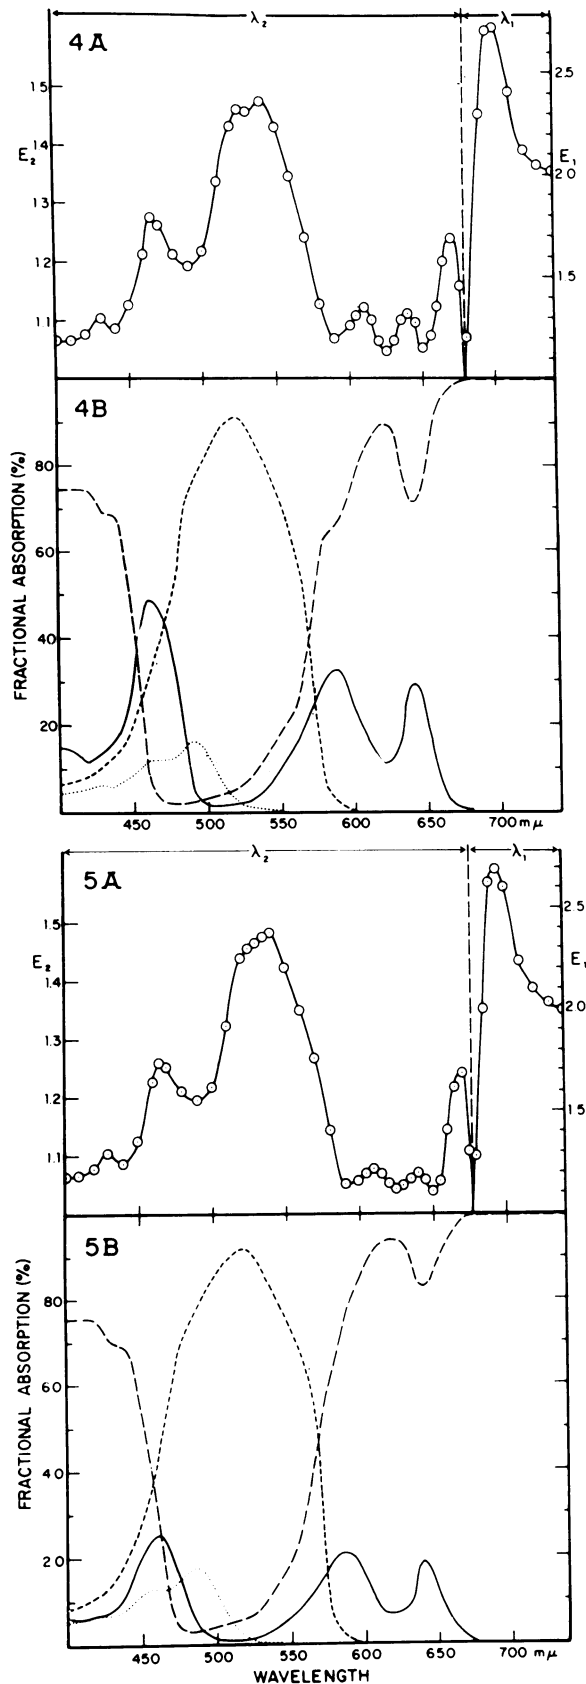 λ₂ λ₁
4A
1.5
1.4
1.3
1.2
1.1
E₂
E₁
2.5
2.0
1.5
4B
FRACTIONAL ABSORPTION (%)
80
60
40
20
450 500 550 600 650 700 mμ
λ₂ λ₁
5A
1.5
1.4
1.3
1.2
1.1
E₂
E₁
2.5
2.0
1.5
5B
FRACTIONAL ABSORPTION (%)
80
60
40
20
450 500 550 600 650 700 mμ
WAVELENGTH